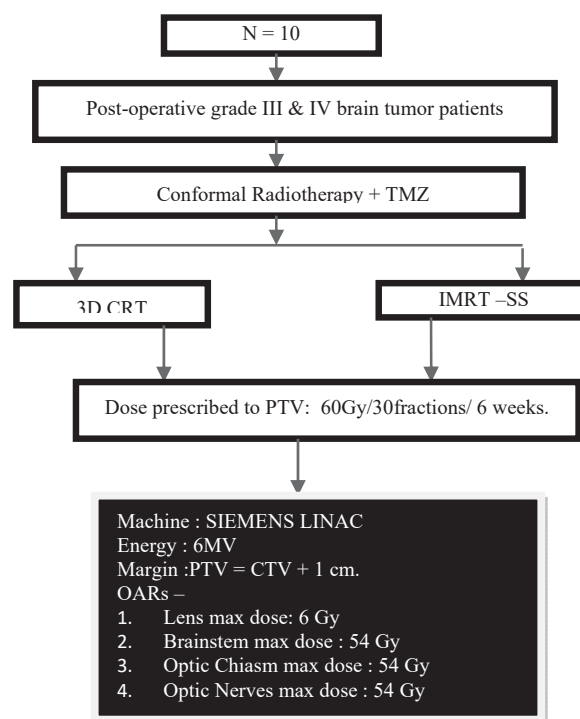 N = 10
Post-operative grade III & IV brain tumor patients
Conformal Radiotherapy + TMZ
3D CRT
IMRT –SS
Dose prescribed to PTV: 60Gy/30fractions/ 6 weeks.
Machine : SIEMENS LINAC
Energy : 6MV
Margin :PTV = CTV + 1 cm.
OARs –
1. Lens max dose: 6 Gy
2. Brainstem max dose : 54 Gy
3. Optic Chiasm max dose : 54 Gy
4. Optic Nerves max dose : 54 Gy